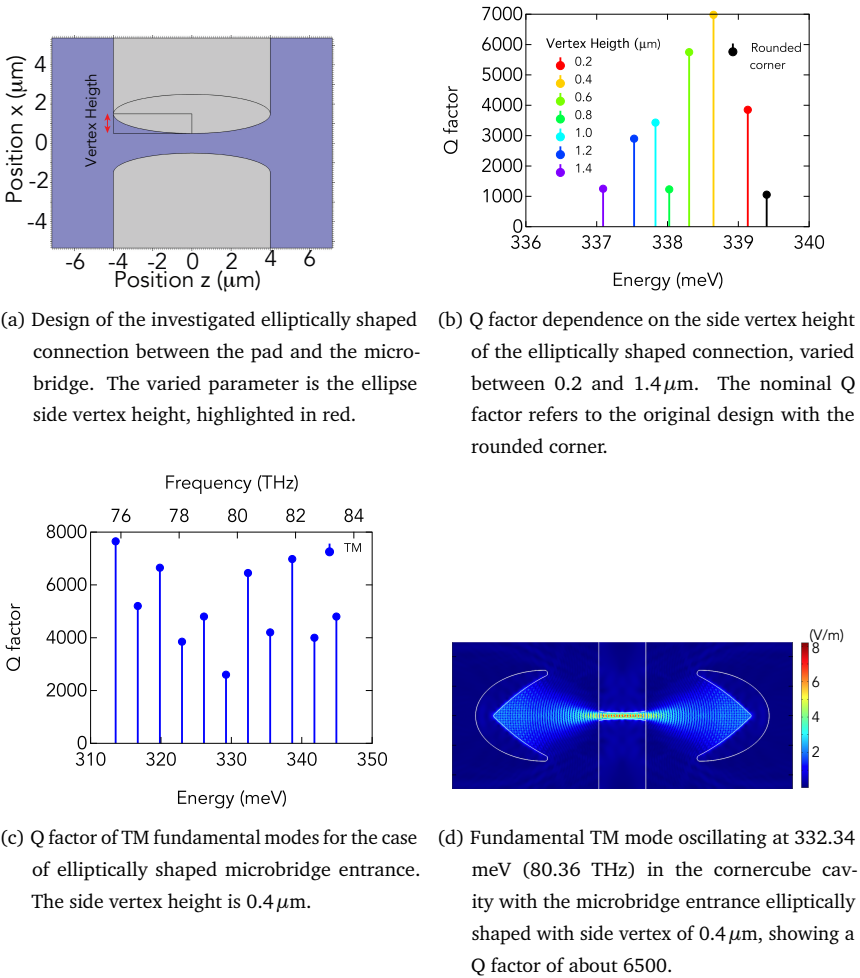 Position x (μm)
4
2
0
-2
-4
Vertex Heigth
-6
-4
-2
0
2
4
6
Position z (μm)
(a) Design of the investigated elliptically shaped
connection between the pad and the micro-
bridge. The varied parameter is the ellipse
side vertex height, highlighted in red.
Q factor
7000
6000
5000
4000
3000
2000
1000
0
Vertex Heigth (μm)
0.2
0.4
0.6
0.8
1.0
1.2
1.4
Rounded
corner
336
337
338
339
340
Energy (meV)
(b) Q factor dependence on the side vertex height
of the elliptically shaped connection, varied
between 0.2 and 1.4 μm. The nominal Q
factor refers to the original design with the
rounded corner.
Frequency (THz)
76
78
80
82
84
Q factor
8000
6000
4000
2000
0
TM
310
320
330
340
350
Energy (meV)
(c) Q factor of TM fundamental modes for the case
of elliptically shaped microbridge entrance.
The side vertex height is 0.4 μm.
(V/m)
8
6
4
2
(d) Fundamental TM mode oscillating at 332.34
meV (80.36 THz) in the cornercube cav-
ity with the microbridge entrance elliptically
shaped with side vertex of 0.4 μm, showing a
Q factor of about 6500.